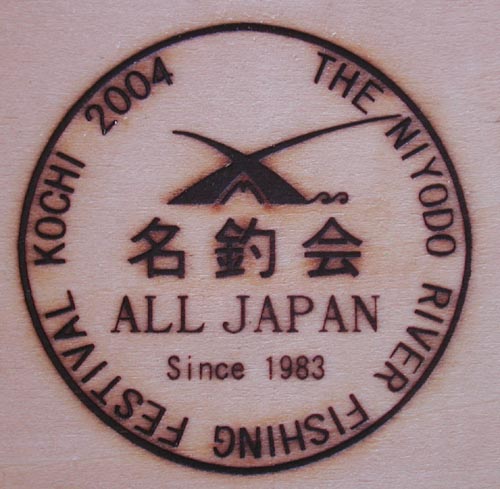 THE NIYODO RIVER FISHING FESTIVAL KOCHI 2004
名釣会
ALL JAPAN
Since 1983